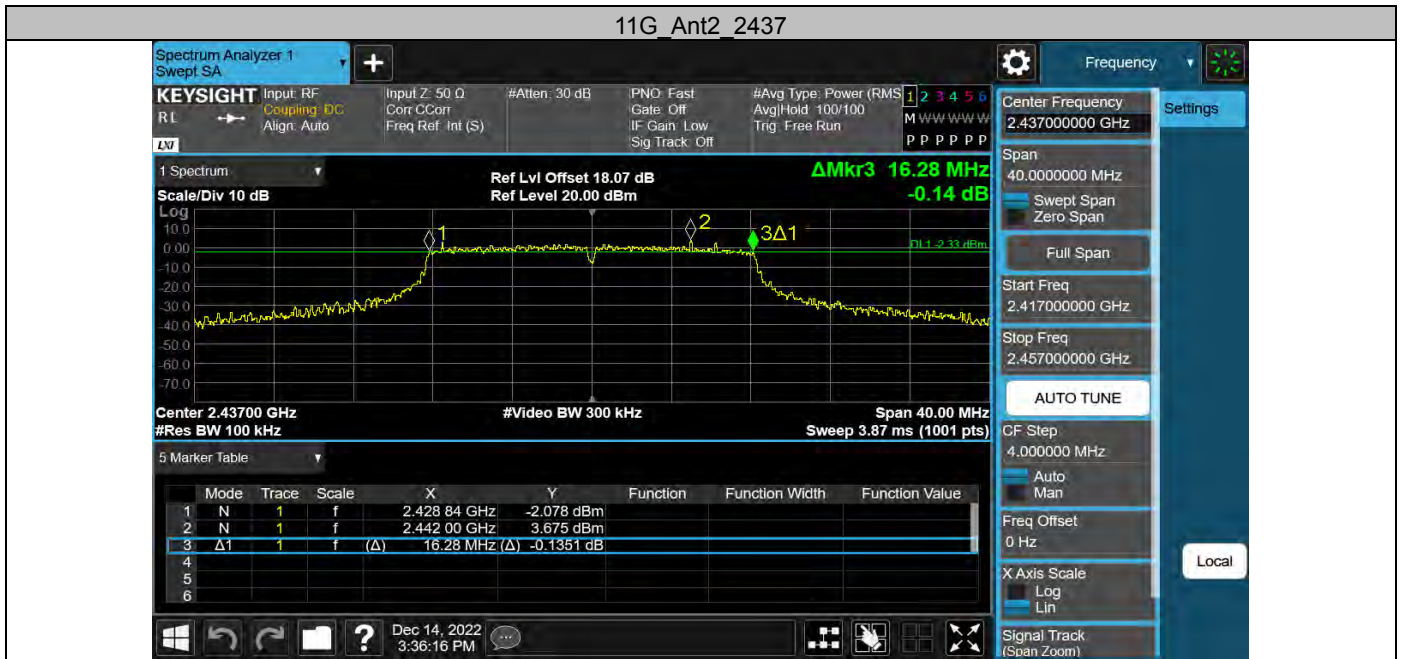 11G_Ant2_2437
Spectrum Analyzer 1
Swept SA
Frequency
KEYSIGHT
RL
LXI
Input: RF
Coupling: DC
Align: Auto
Input Z: 50 Ω
Corr CCorr
Freq Ref: Int (S)
#Atten: 30 dB
PNO: Fast
Gate: Off
IF Gain: Low
Sig Track: Off
#Avg Type: Power (RMS
Avg|Hold: 100/100
Trig: Free Run
1 2 3 4 5 6
M W W W W W
P P P P P P
Center Frequency
2.437000000 GHz
Settings
1 Spectrum
Scale/Div 10 dB
Ref Lvl Offset 18.07 dB
Ref Level 20.00 dBm
ΔMkr3 16.28 MHz
-0.14 dB
Log
10.0
0.00
-10.0
-20.0
-30.0
-40.0
-50.0
-60.0
-70.0
1
2
3Δ1
DL1 -2.33 dBm
Center 2.43700 GHz
#Video BW 300 kHz
Span 40.00 MHz
#Res BW 100 kHz
Sweep 3.87 ms (1001 pts)
Span
40.0000000 MHz
Swept Span
Zero Span
Full Span
Start Freq
2.417000000 GHz
Stop Freq
2.457000000 GHz
AUTO TUNE
CF Step
4.000000 MHz
Auto
Man
Freq Offset
0 Hz
X Axis Scale
Log
Lin
Signal Track
(Span Zoom)
Local
5 Marker Table
Mode Trace Scale X Y Function Function Width Function Value
1 N 1 f 2.428 84 GHz -2.078 dBm
2 N 1 f 2.442 00 GHz 3.675 dBm
3 Δ1 1 f (Δ) 16.28 MHz (Δ) -0.1351 dB
4
5
6
?
Dec 14, 2022
3:36:16 PM